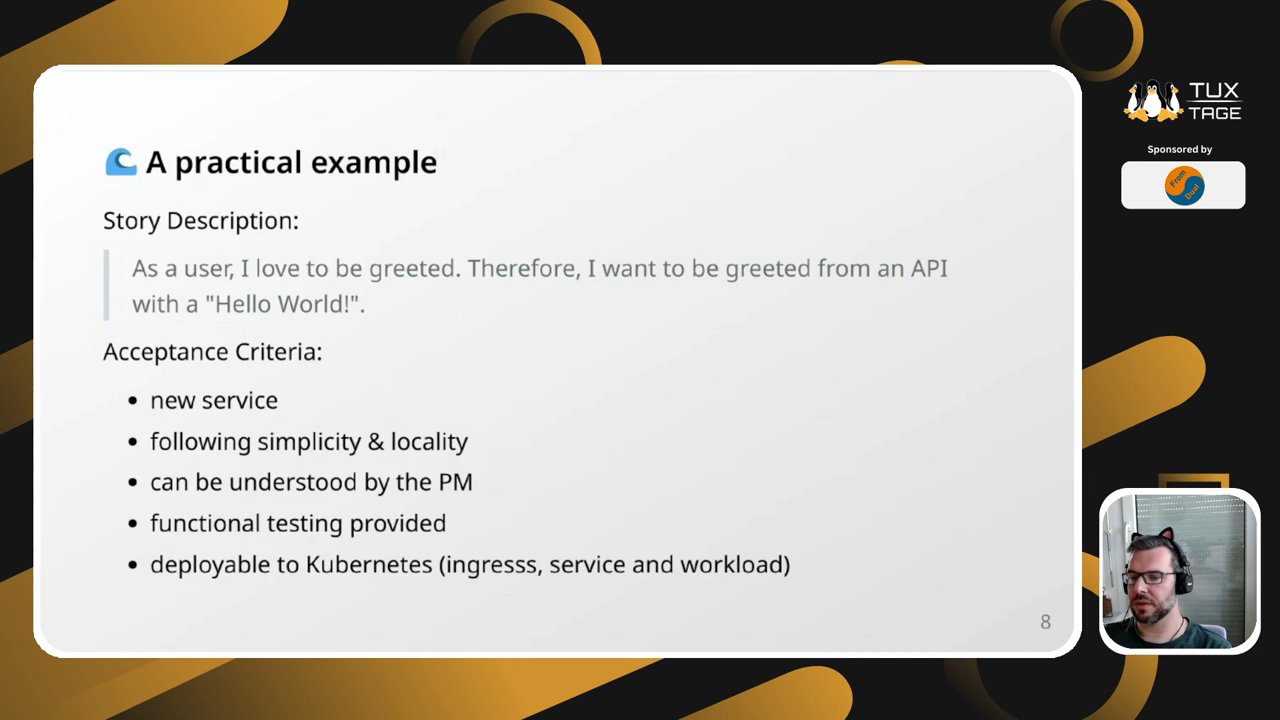 A practical example
Story Description:
As a user, I love to be greeted. Therefore, I want to be greeted from an API
with a "Hello World!".
Acceptance Criteria:
new service
following simplicity & locality
can be understood by the PM
functional testing provided
deployable to Kubernetes (ingresss, service and workload)
8
TUX
TAGE
Sponsored by
From
Dual